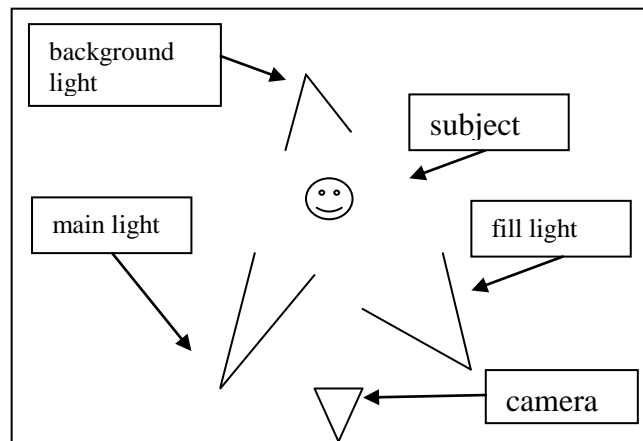 background
light
subject
main light
fill light
camera